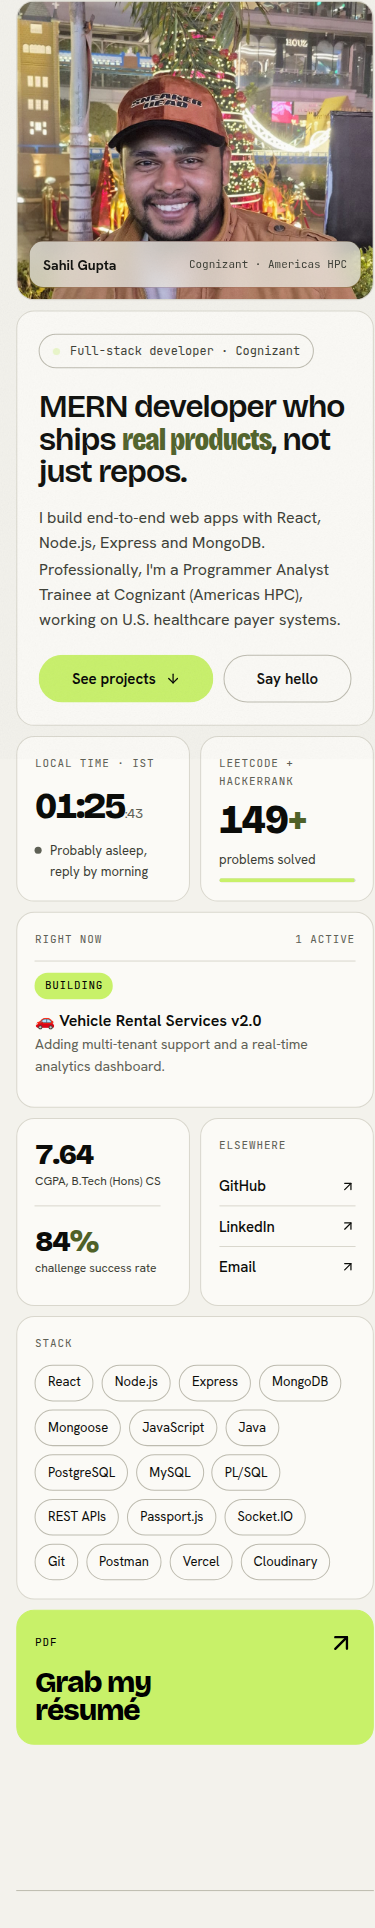 HOUZ
SNEAKER
HEAD
Sahil Gupta
Cognizant · Americas HPC
Full-stack developer · Cognizant
MERN developer who
ships real products, not
just repos.
I build end-to-end web apps with React,
Node.js, Express and MongoDB.
Professionally, I'm a Programmer Analyst
Trainee at Cognizant (Americas HPC),
working on U.S. healthcare payer systems.
See projects ↓
Say hello
LOCAL TIME · IST
01:25:43
Probably asleep,
reply by morning
LEETCODE +
HACKERRANK
149+
problems solved
RIGHT NOW
1 ACTIVE
BUILDING
🚗 Vehicle Rental Services v2.0
Adding multi-tenant support and a real-time
analytics dashboard.
7.64
CGPA, B.Tech (Hons) CS
84%
challenge success rate
ELSEWHERE
GitHub
LinkedIn
Email
STACK
React Node.js Express MongoDB
Mongoose JavaScript Java
PostgreSQL MySQL PL/SQL
REST APIs Passport.js Socket.IO
Git Postman Vercel Cloudinary
PDF
Grab my
résumé